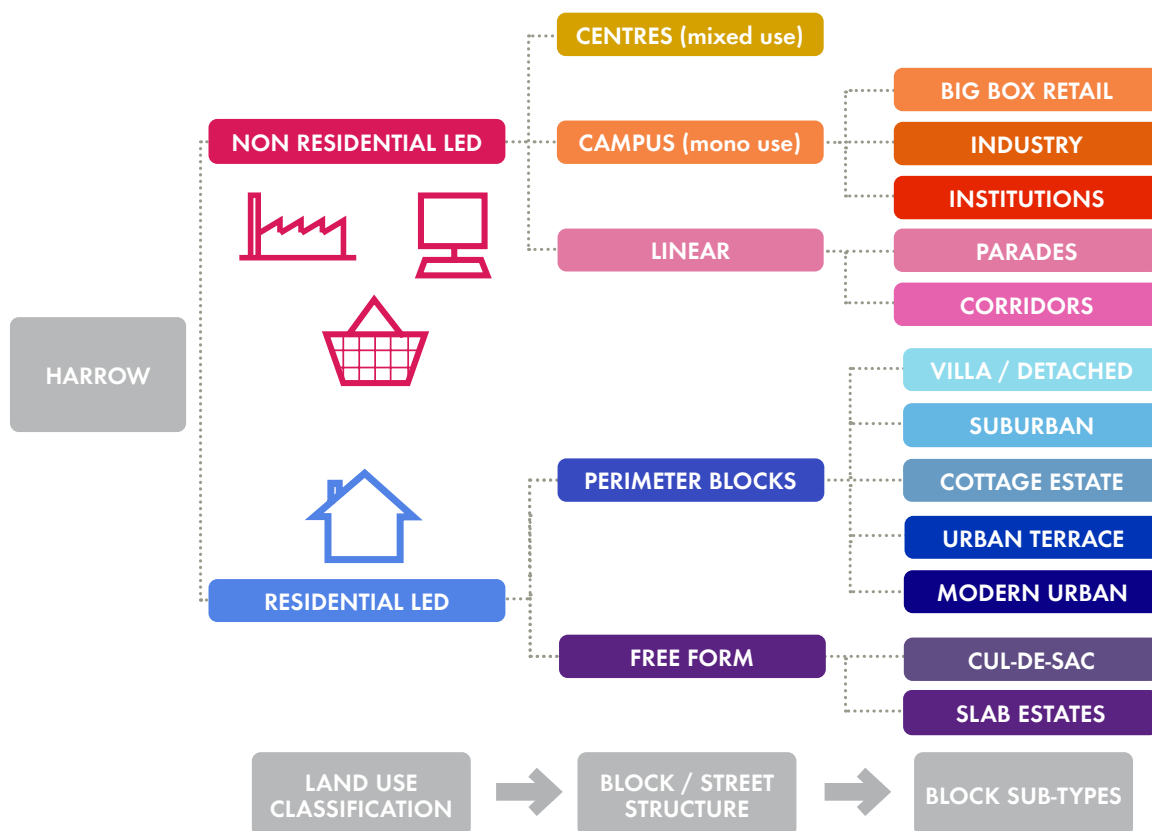 CENTRES (mixed use)
BIG BOX RETAIL
NON RESIDENTIAL LED
CAMPUS (mono use)
INDUSTRY
INSTITUTIONS
LINEAR
PARADES
CORRIDORS
HARROW
VILLA / DETACHED
SUBURBAN
PERIMETER BLOCKS
COTTAGE ESTATE
URBAN TERRACE
MODERN URBAN
RESIDENTIAL LED
FREE FORM
CUL-DE-SAC
SLAB ESTATES
LAND USE
CLASSIFICATION
BLOCK / STREET
STRUCTURE
BLOCK SUB-TYPES